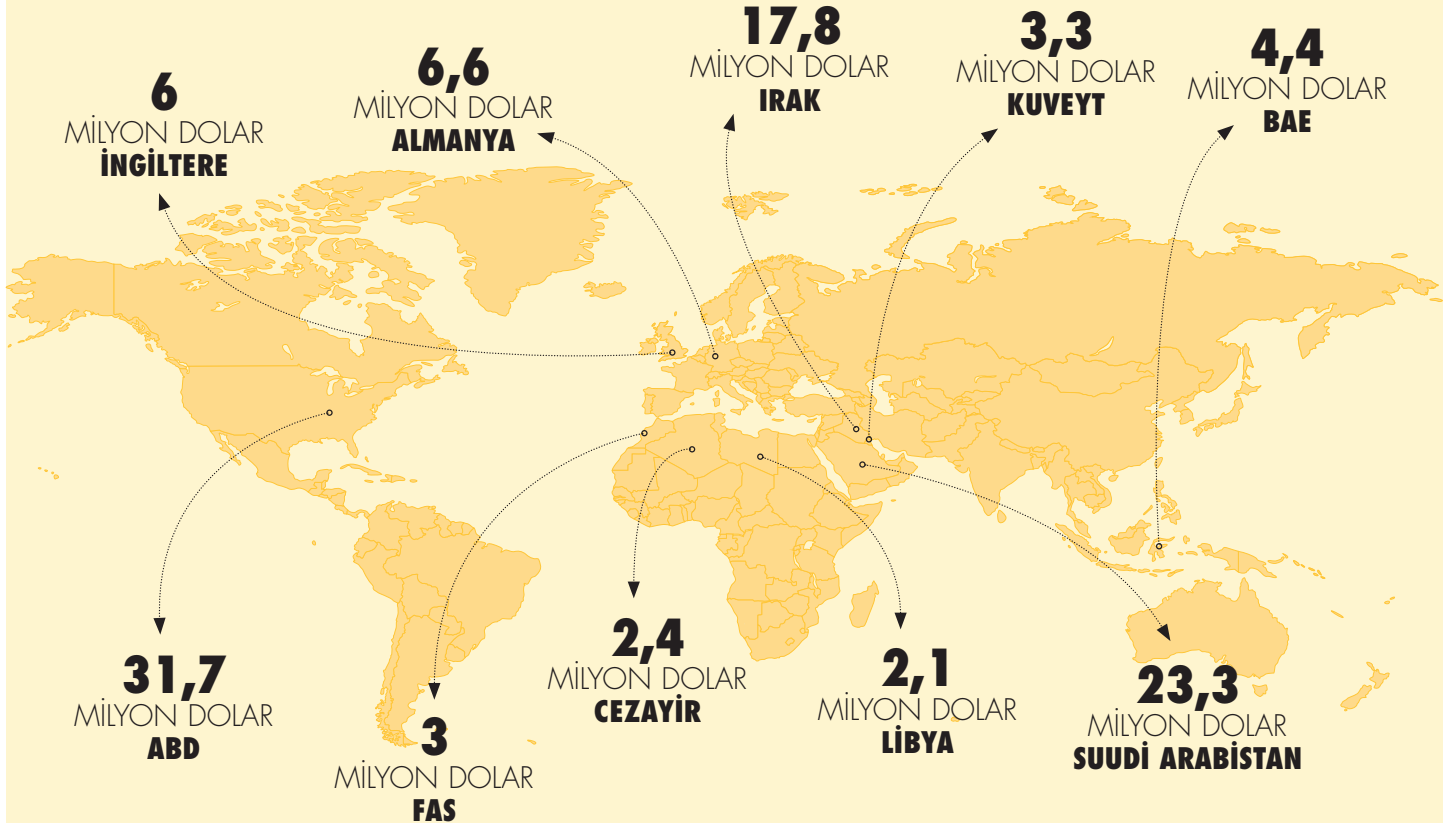 6
MİLYON DOLAR
İNGİLTERE
6,6
MİLYON DOLAR
ALMANYA
17,8
MİLYON DOLAR
IRAK
3,3
MİLYON DOLAR
KUVEYT
4,4
MİLYON DOLAR
BAE
31,7
MİLYON DOLAR
ABD
3
MİLYON DOLAR
FAS
2,4
MİLYON DOLAR
CEZAYİR
2,1
MİLYON DOLAR
LİBYA
23,3
MİLYON DOLAR
SUUDİ ARABİSTAN